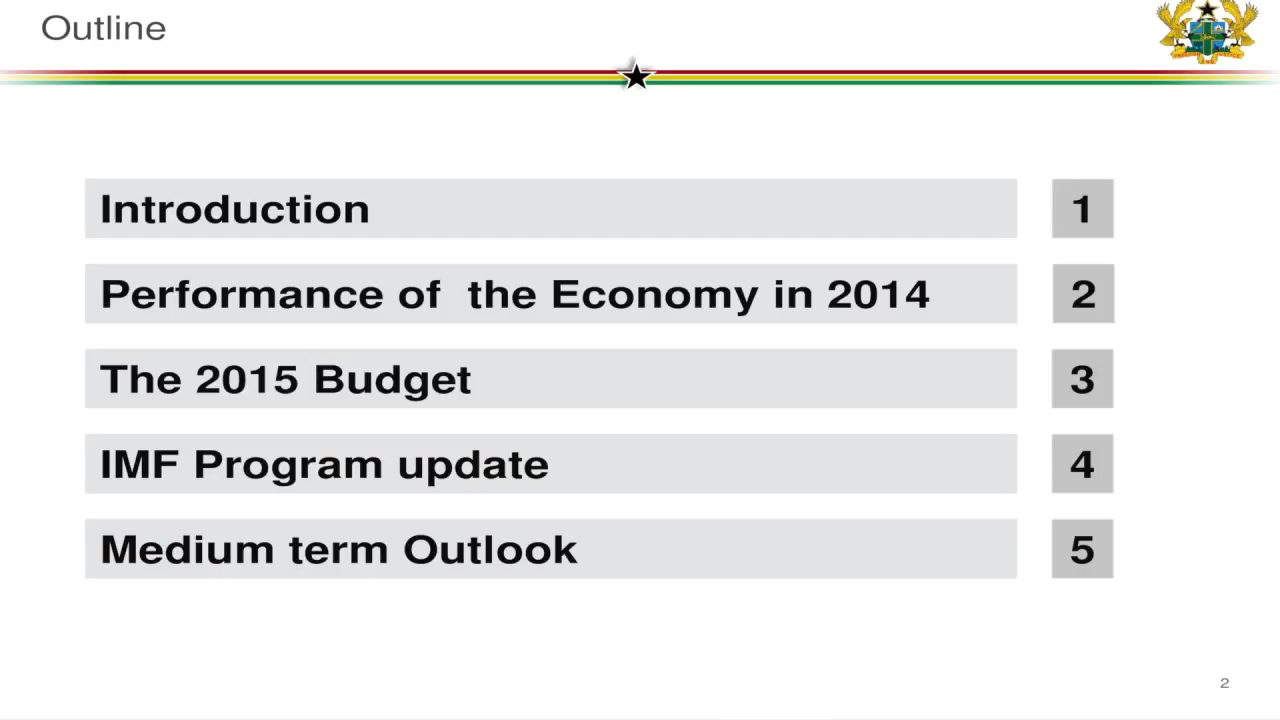 Outline
Introduction 1
Performance of the Economy in 2014 2
The 2015 Budget 3
IMF Program update 4
Medium term Outlook 5
2